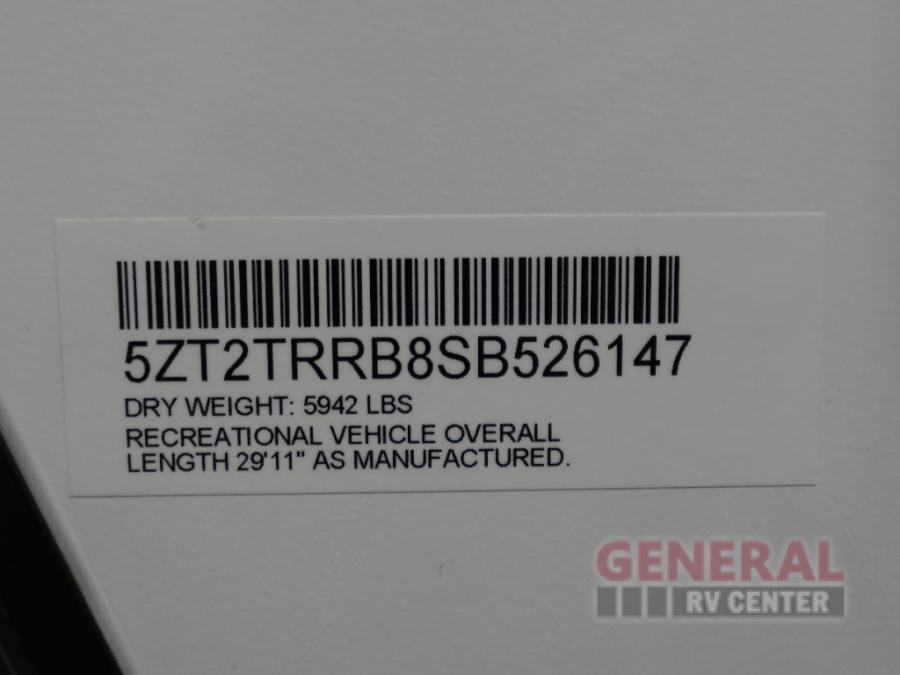 5ZT2TRRB8SB526147
DRY WEIGHT: 5942 LBS
RECREATIONAL VEHICLE OVERALL
LENGTH 29'11" AS MANUFACTURED.
GENERAL
RV CENTER